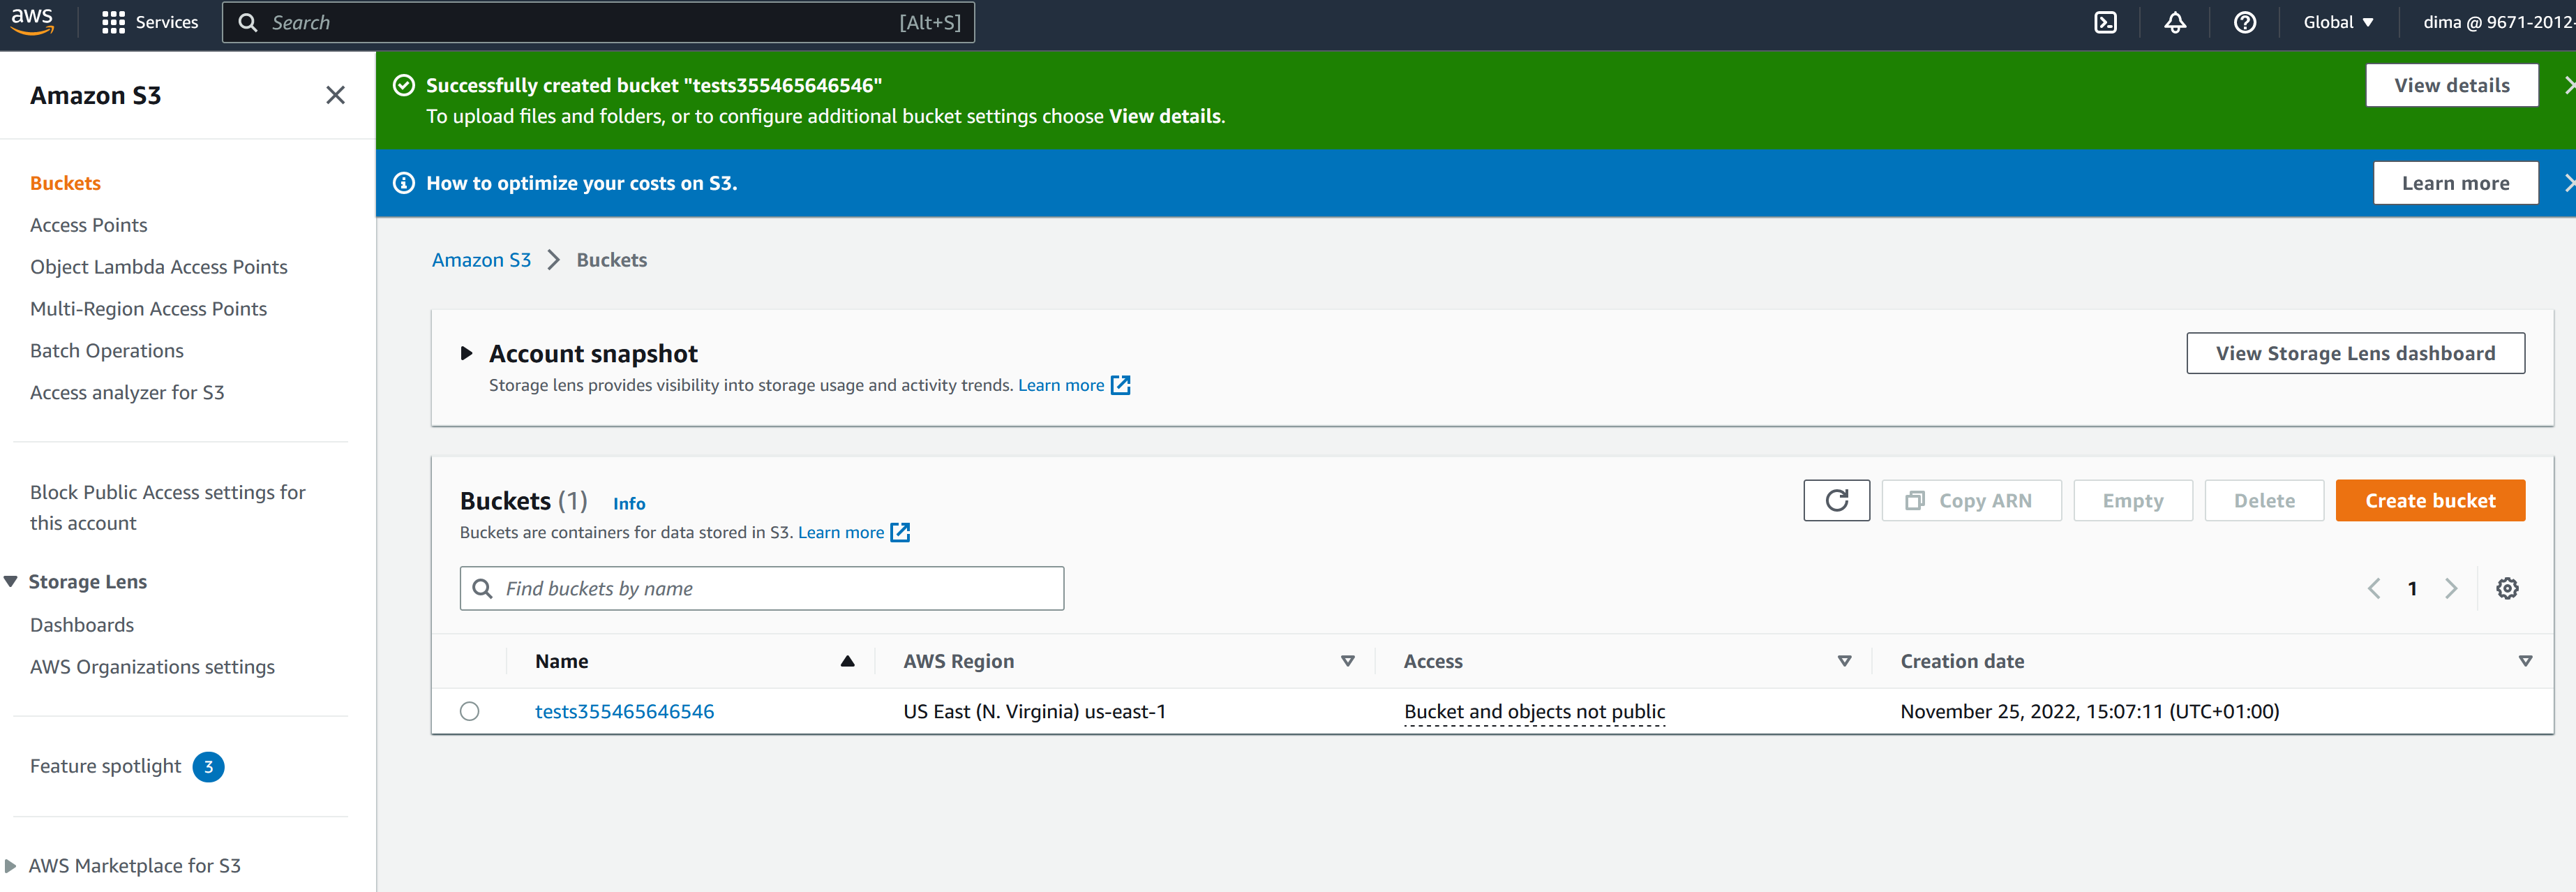 aws
Services
Search
[Alt+S]
Global
dima @ 9671-2012-
Amazon S3
Buckets
Access Points
Object Lambda Access Points
Multi-Region Access Points
Batch Operations
Access analyzer for S3
Block Public Access settings for
this account
Storage Lens
Dashboards
AWS Organizations settings
Feature spotlight 3
AWS Marketplace for S3
Successfully created bucket "tests355465646546"
To upload files and folders, or to configure additional bucket settings choose View details.
View details
How to optimize your costs on S3.
Learn more
Amazon S3 Buckets
Account snapshot
Storage lens provides visibility into storage usage and activity trends. Learn more
View Storage Lens dashboard
Buckets (1) Info
Buckets are containers for data stored in S3. Learn more
Copy ARN
Empty
Delete
Create bucket
Find buckets by name
1
Name AWS Region Access Creation date
tests355465646546 US East (N. Virginia) us-east-1 Bucket and objects not public November 25, 2022, 15:07:11 (UTC+01:00)